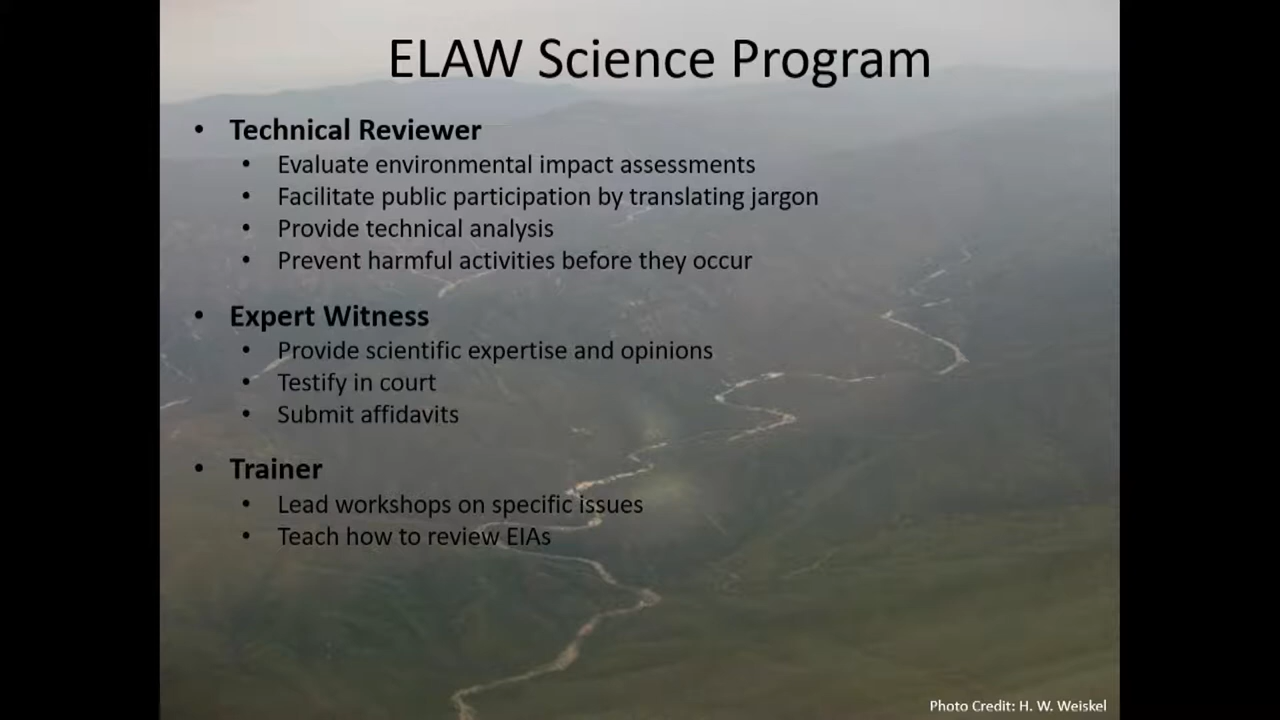 ELAW Science Program
• Technical Reviewer
• Evaluate environmental impact assessments
• Facilitate public participation by translating jargon
• Provide technical analysis
• Prevent harmful activities before they occur
• Expert Witness
• Provide scientific expertise and opinions
• Testify in court
• Submit affidavits
• Trainer
• Lead workshops on specific issues
• Teach how to review EIAs
Photo Credit: H. W. Weiskel